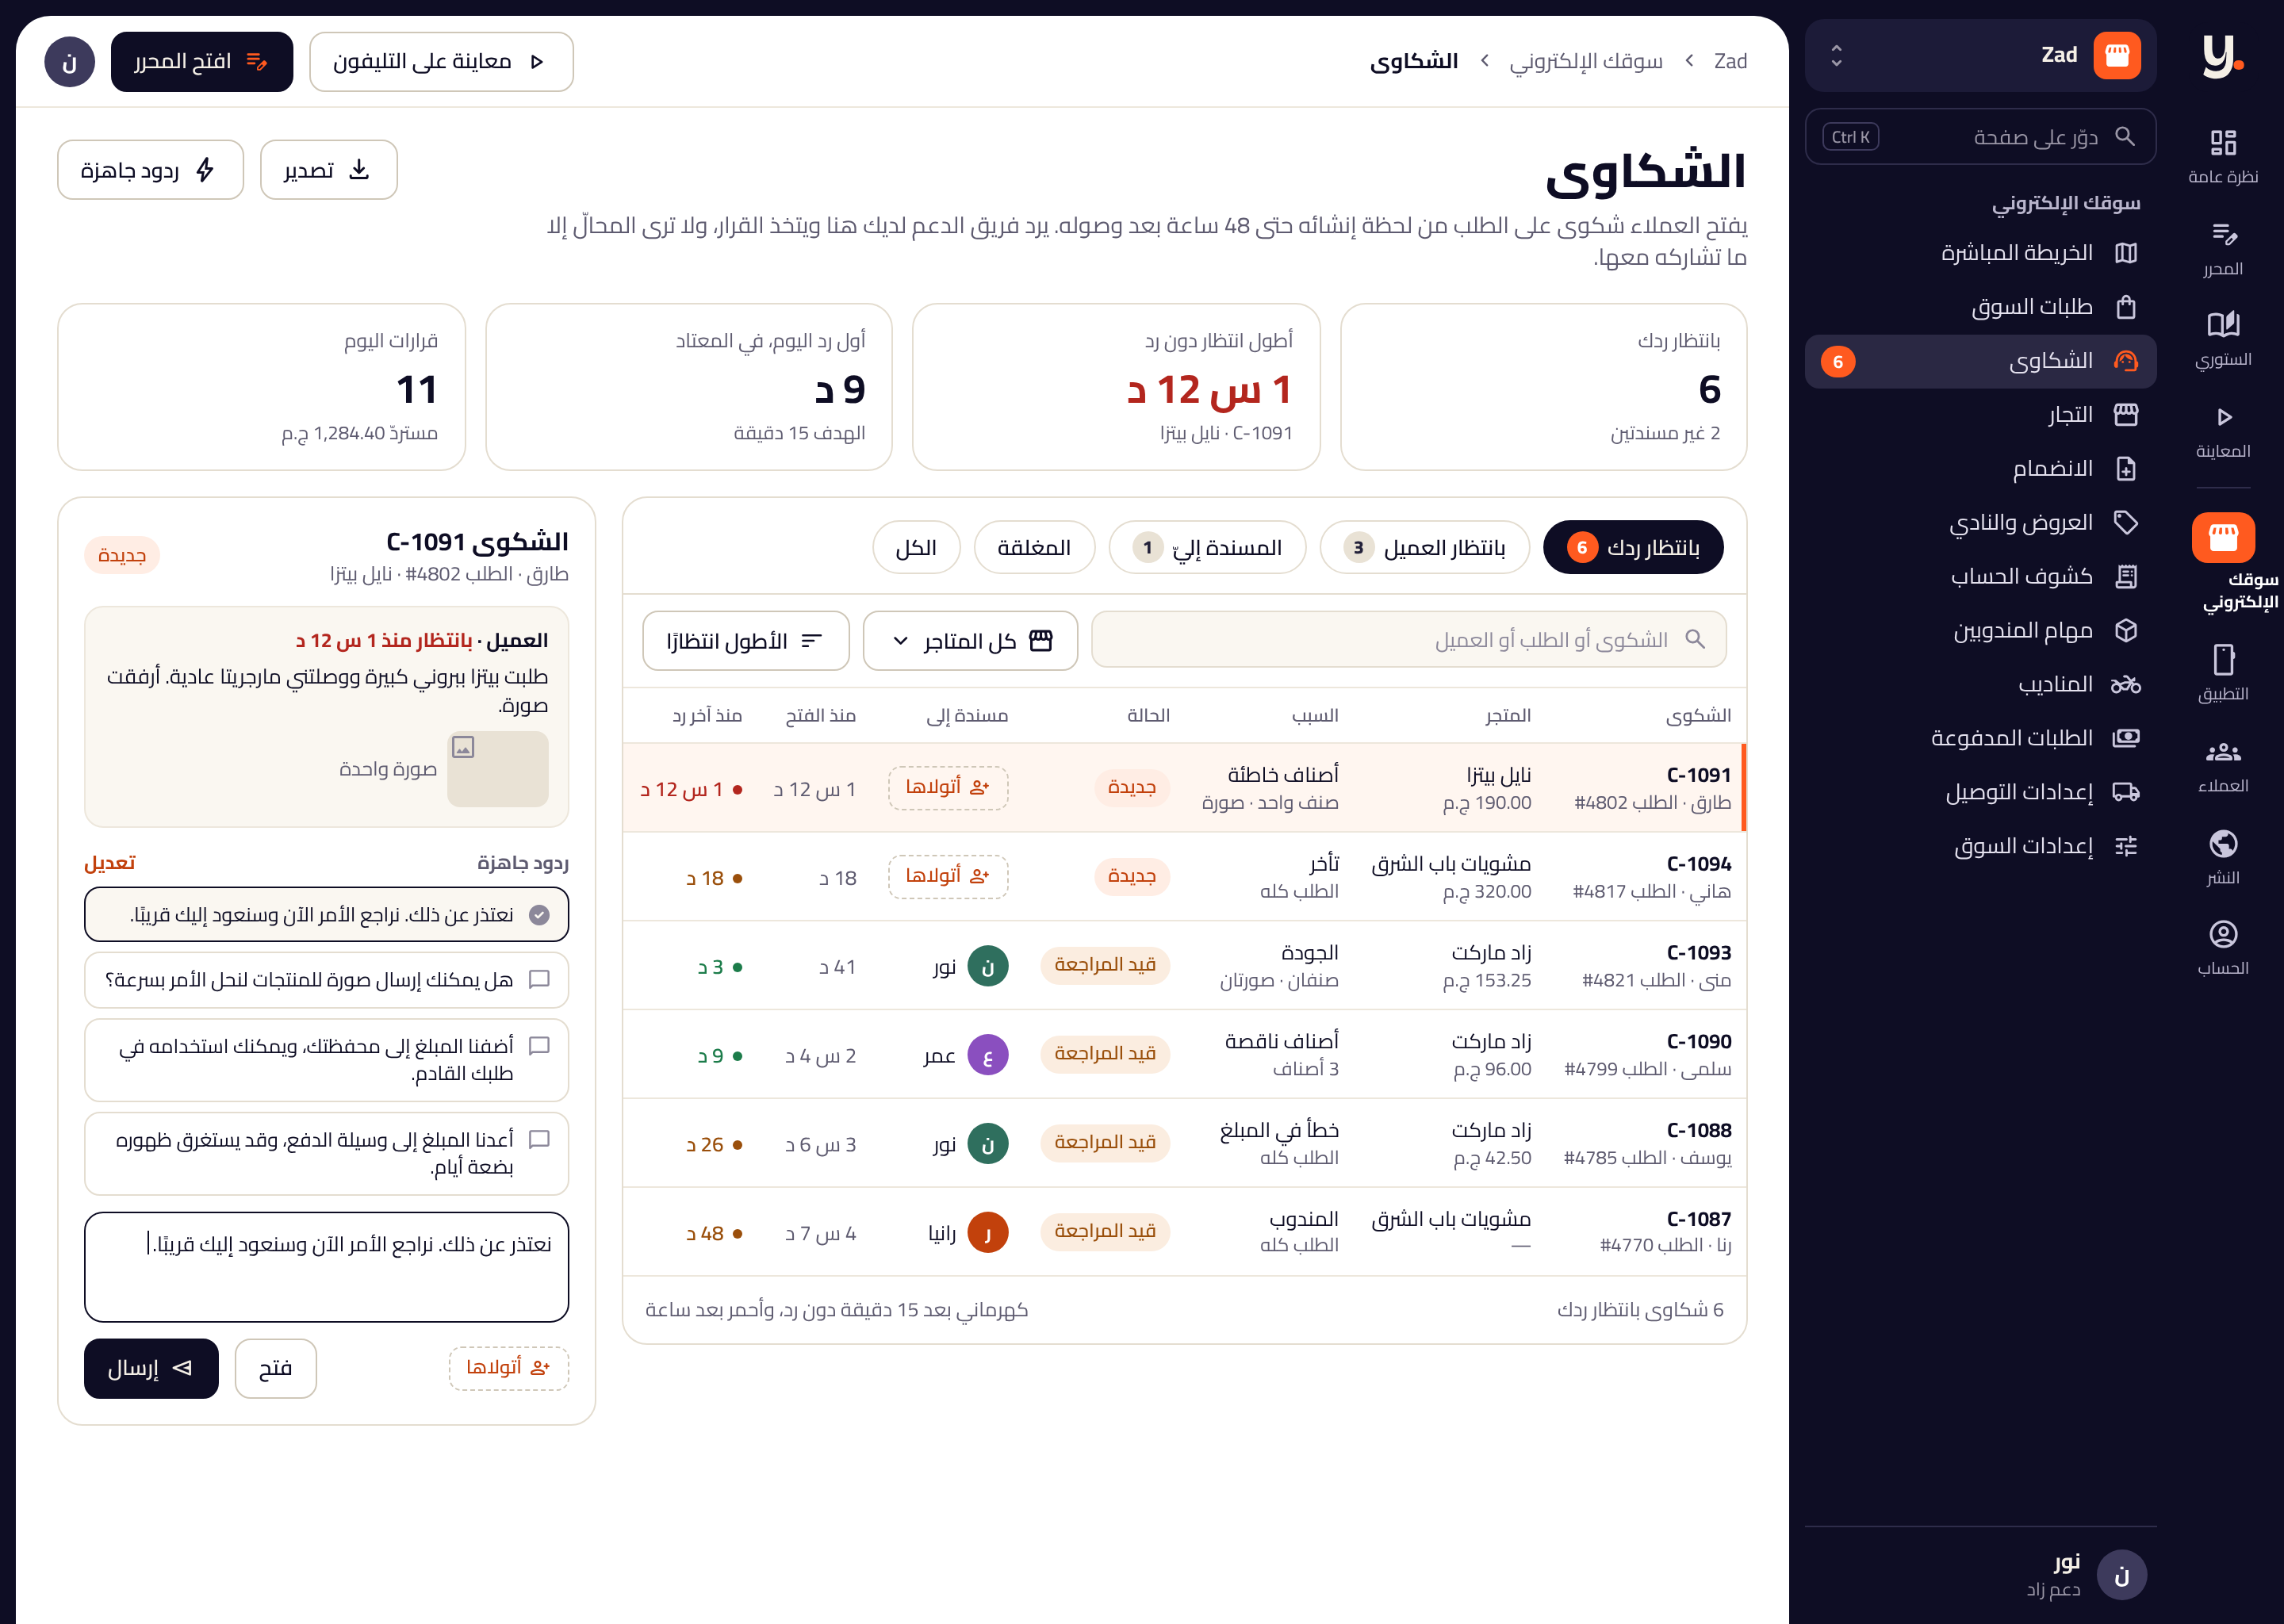 y.
نظرة عامة
المحرر
الستوري
المعاينة
سوقك
الإلكتروني
التطبيق
العملاء
النشر
الحساب
Zad
دوّر على صفحة
Ctrl K
سوقك الإلكتروني
الخريطة المباشرة
طلبات السوق
الشكاوى 6
التجار
الانضمام
العروض والنادي
كشوف الحساب
مهام المندوبين
المناديب
الطلبات المدفوعة
إعدادات التوصيل
إعدادات السوق
ن
نور
دعم زاد
Zad
سوقك الإلكتروني
الشكاوى
معاينة على التليفون
افتح المحرر
ن
الشكاوى
يفتح العملاء شكوى على الطلب من لحظة إنشائه حتى 48 ساعة بعد وصوله. يرد فريق الدعم لديك هنا ويتخذ القرار، ولا ترى المحالّ إلا
ما تشاركه معها.
تصدير
ردود جاهزة
بانتظار ردك
6
2 غير مسندتين
أطول انتظار دون رد
1 س 12 د
C-1091 · نايل بيتزا
أول رد اليوم، في المعتاد
9 د
الهدف 15 دقيقة
قرارات اليوم
11
مستردّ 1,284.40 ج.م
بانتظار ردك 6
بانتظار العميل 3
المسندة إليّ 1
المغلقة
الكل
الشكوى أو الطلب أو العميل
كل المتاجر
الأطول انتظارًا
الشكوى المتجر السبب الحالة مسندة إلى منذ الفتح منذ آخر رد
C-1091 نايل بيتزا أصناف خاطئة جديدة أتولاها 1 س 12 د 1 س 12 د
طارق · الطلب 4802# 190.00 ج.م صنف واحد · صورة
C-1094 مشويات باب الشرق تأخر جديدة أتولاها 18 د 18 د
هاني · الطلب 4817# 320.00 ج.م الطلب كله
C-1093 زاد ماركت الجودة قيد المراجعة ن نور 41 د 3 د
منى · الطلب 4821# 153.25 ج.م صنفان · صورتان
C-1090 زاد ماركت أصناف ناقصة قيد المراجعة ع عمر 2 س 4 د 9 د
سلمى · الطلب 4799# 96.00 ج.م 3 أصناف
C-1088 زاد ماركت خطأ في المبلغ قيد المراجعة ن نور 3 س 6 د 26 د
يوسف · الطلب 4785# 42.50 ج.م الطلب كله
C-1087 مشويات باب الشرق المندوب قيد المراجعة ر رانيا 4 س 7 د 48 د
رنا · الطلب 4770# — الطلب كله
6 شكاوى بانتظار ردك
كهرماني بعد 15 دقيقة دون رد، وأحمر بعد ساعة
الشكوى C-1091
طارق · الطلب 4802# · نايل بيتزا
جديدة
العميل · بانتظار منذ 1 س 12 د
طلبت بيتزا ببروني كبيرة ووصلتني مارجريتا عادية. أرفقت
صورة.
صورة واحدة
ردود جاهزة
تعديل
نعتذر عن ذلك. نراجع الأمر الآن وسنعود إليك قريبًا.
هل يمكنك إرسال صورة للمنتجات لنحل الأمر بسرعة؟
أضفنا المبلغ إلى محفظتك، ويمكنك استخدامه في
طلبك القادم.
أعدنا المبلغ إلى وسيلة الدفع، وقد يستغرق ظهوره
بضعة أيام.
نعتذر عن ذلك. نراجع الأمر الآن وسنعود إليك قريبًا.
أتولاها
فتح
إرسال